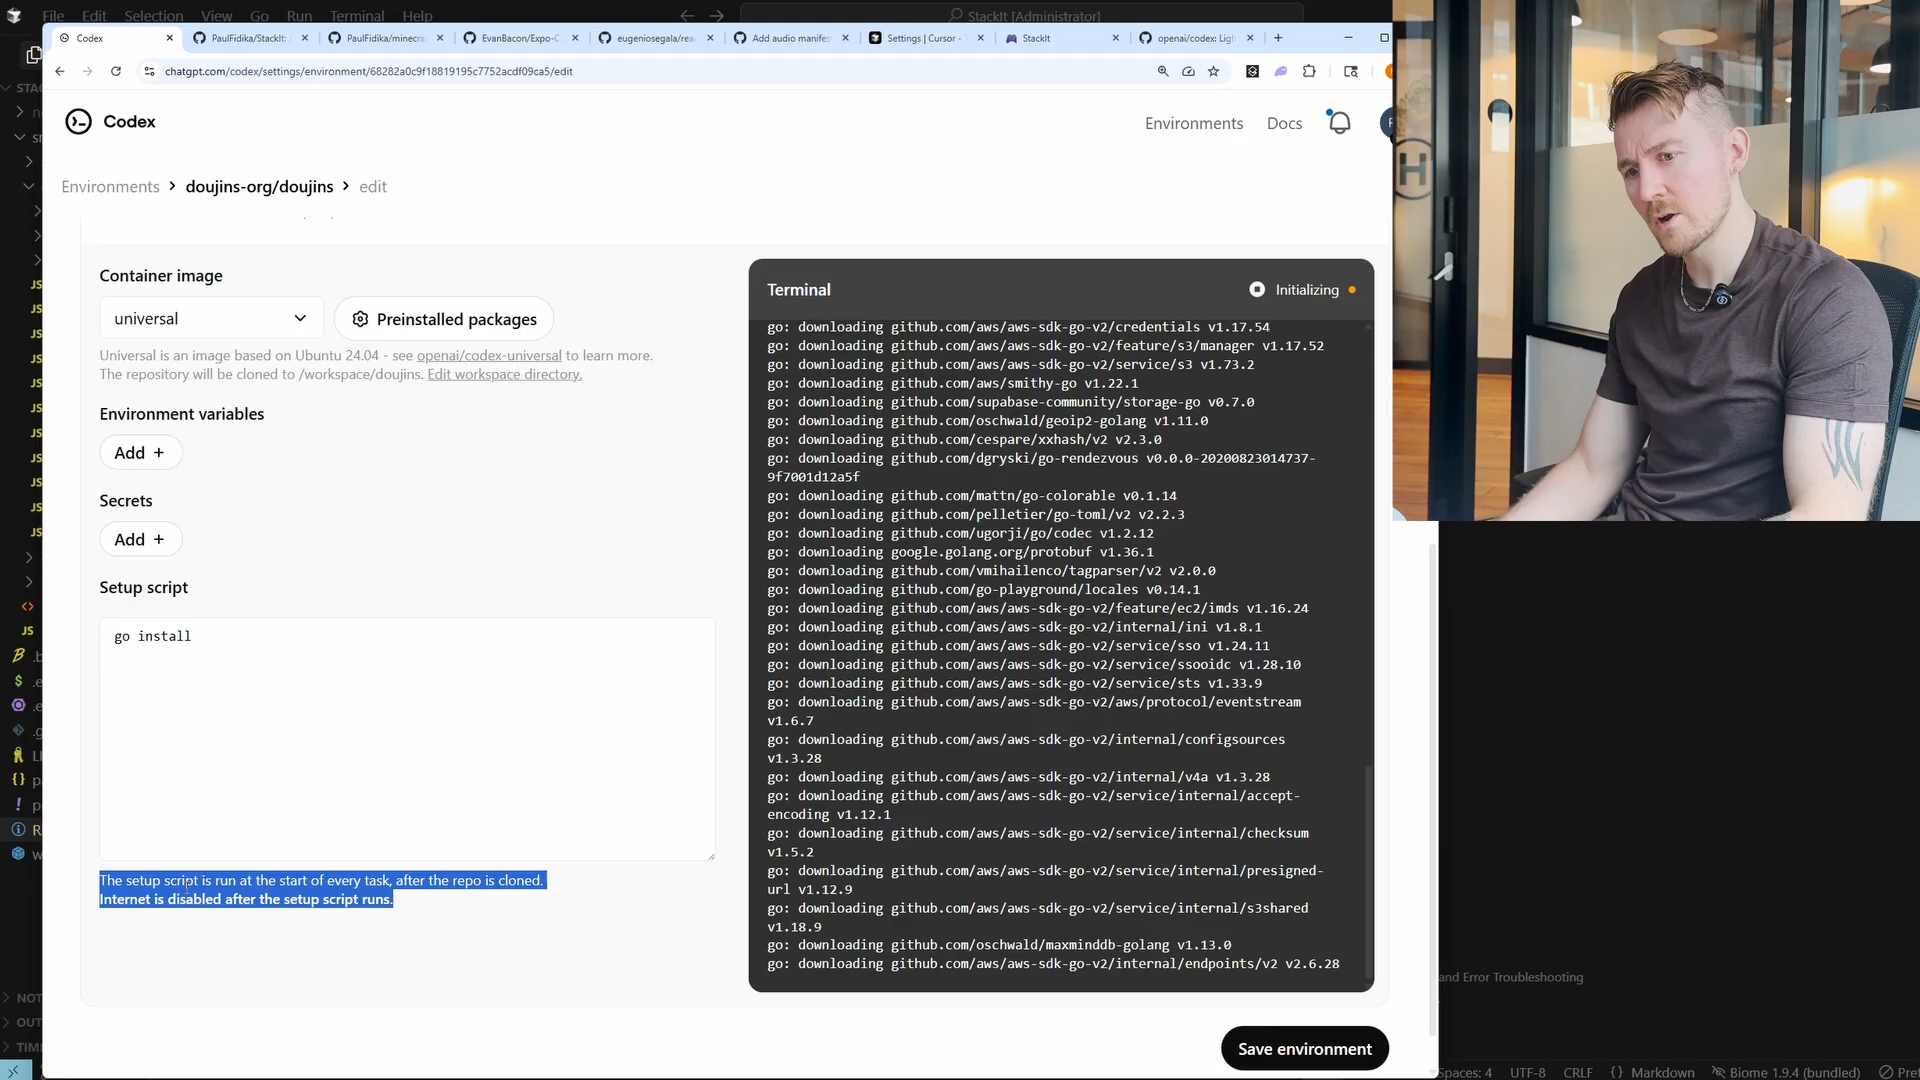 File Edit Selection View Go Run Terminal Help
StackIt [Administrator]
Codex
PaulFidika/StackIt:
PaulFidika/minecra
EvanBacon/Expo-C
eugeniosegala/rea
Add audio manifes
Settings | Cursor -
StackIt
openai/codex: Ligh
chatgpt.com/codex/settings/environment/68282a0c9f18819195c7752acdf09ca5/edit
Codex
Environments
Docs
Environments > doujins-org/doujins > edit
Container image
universal
Preinstalled packages
Universal is an image based on Ubuntu 24.04 - see openai/codex-universal to learn more.
The repository will be cloned to /workspace/doujins. Edit workspace directory.
Environment variables
Add +
Secrets
Add +
Setup script
go install
The setup script is run at the start of every task, after the repo is cloned.
Internet is disabled after the setup script runs.
Terminal
Initializing
go: downloading github.com/aws/aws-sdk-go-v2/credentials v1.17.54
go: downloading github.com/aws/aws-sdk-go-v2/feature/s3/manager v1.17.52
go: downloading github.com/aws/aws-sdk-go-v2/service/s3 v1.73.2
go: downloading github.com/aws/smithy-go v1.22.1
go: downloading github.com/supabase-community/storage-go v0.7.0
go: downloading github.com/oschwald/geoip2-golang v1.11.0
go: downloading github.com/cespare/xxhash/v2 v2.3.0
go: downloading github.com/dgryski/go-rendezvous v0.0.0-20200823014737-
9f7001d12a5f
go: downloading github.com/mattn/go-colorable v0.1.14
go: downloading github.com/pelletier/go-toml/v2 v2.2.3
go: downloading github.com/ugorji/go/codec v1.2.12
go: downloading google.golang.org/protobuf v1.36.1
go: downloading github.com/vmihailenco/tagparser/v2 v2.0.0
go: downloading github.com/go-playground/locales v0.14.1
go: downloading github.com/aws/aws-sdk-go-v2/feature/ec2/imds v1.16.24
go: downloading github.com/aws/aws-sdk-go-v2/internal/ini v1.8.1
go: downloading github.com/aws/aws-sdk-go-v2/service/sso v1.24.11
go: downloading github.com/aws/aws-sdk-go-v2/service/ssooidc v1.28.10
go: downloading github.com/aws/aws-sdk-go-v2/service/sts v1.33.9
go: downloading github.com/aws/aws-sdk-go-v2/aws/protocol/eventstream
v1.6.7
go: downloading github.com/aws/aws-sdk-go-v2/internal/configsources
v1.3.28
go: downloading github.com/aws/aws-sdk-go-v2/internal/v4a v1.3.28
go: downloading github.com/aws/aws-sdk-go-v2/service/internal/accept-
encoding v1.12.1
go: downloading github.com/aws/aws-sdk-go-v2/service/internal/checksum
v1.5.2
go: downloading github.com/aws/aws-sdk-go-v2/service/internal/presigned-
url v1.12.9
go: downloading github.com/aws/aws-sdk-go-v2/service/internal/s3shared
v1.18.9
go: downloading github.com/oschwald/maxminddb-golang v1.13.0
go: downloading github.com/aws/aws-sdk-go-v2/internal/endpoints/v2 v2.6.28
Save environment
and Error Troubleshooting
Spaces: 4 UTF-8 CRLF {} Markdown Biome 1.9.4 (bundled)